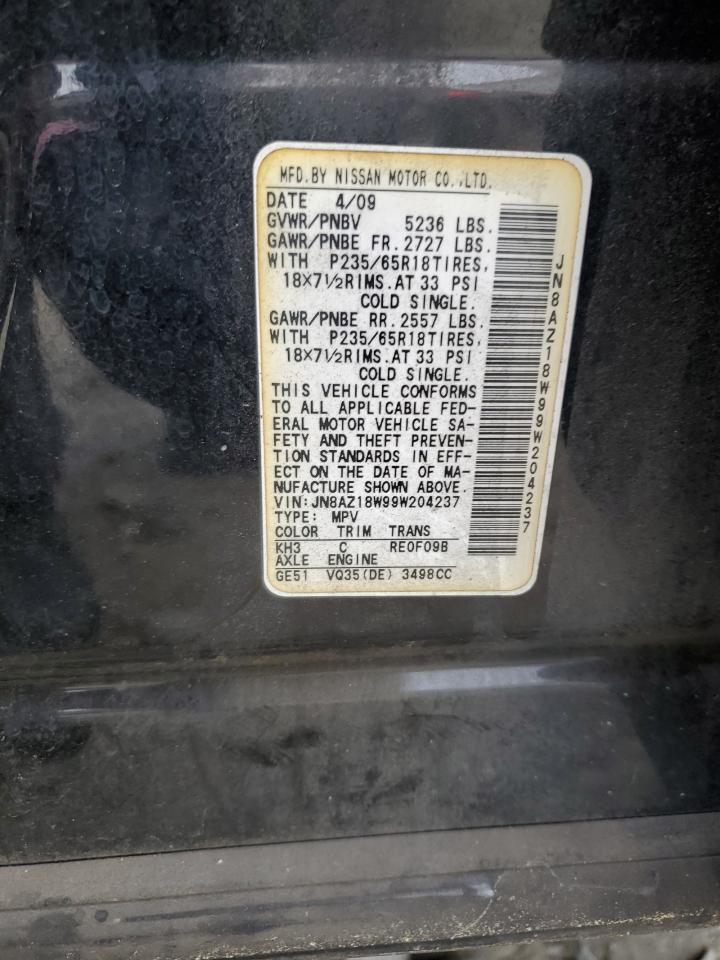 MFD.BY NISSAN MOTOR CO.,LTD.
DATE 4/09
GVWR/PNBV 5236 LBS.
GAWR/PNBE FR. 2727 LBS.
WITH P235/65R18TIRES,
18X7½RIMS.AT 33 PSI
COLD SINGLE.
GAWR/PNBE RR. 2557 LBS.
WITH P235/65R18TIRES,
18X7½RIMS.AT 33 PSI
COLD SINGLE.
THIS VEHICLE CONFORMS
TO ALL APPLICABLE FED-
ERAL MOTOR VEHICLE SA-
FETY AND THEFT PREVEN-
TION STANDARDS IN EFF-
ECT ON THE DATE OF MA-
NUFACTURE SHOWN ABOVE.
VIN:JN8AZ18W99W204237
TYPE: MPV
COLOR TRIM TRANS
KH3 C RE0F09B
AXLE ENGINE
GE51 VQ35(DE) 3498CC
JN8AZ18W99W204237